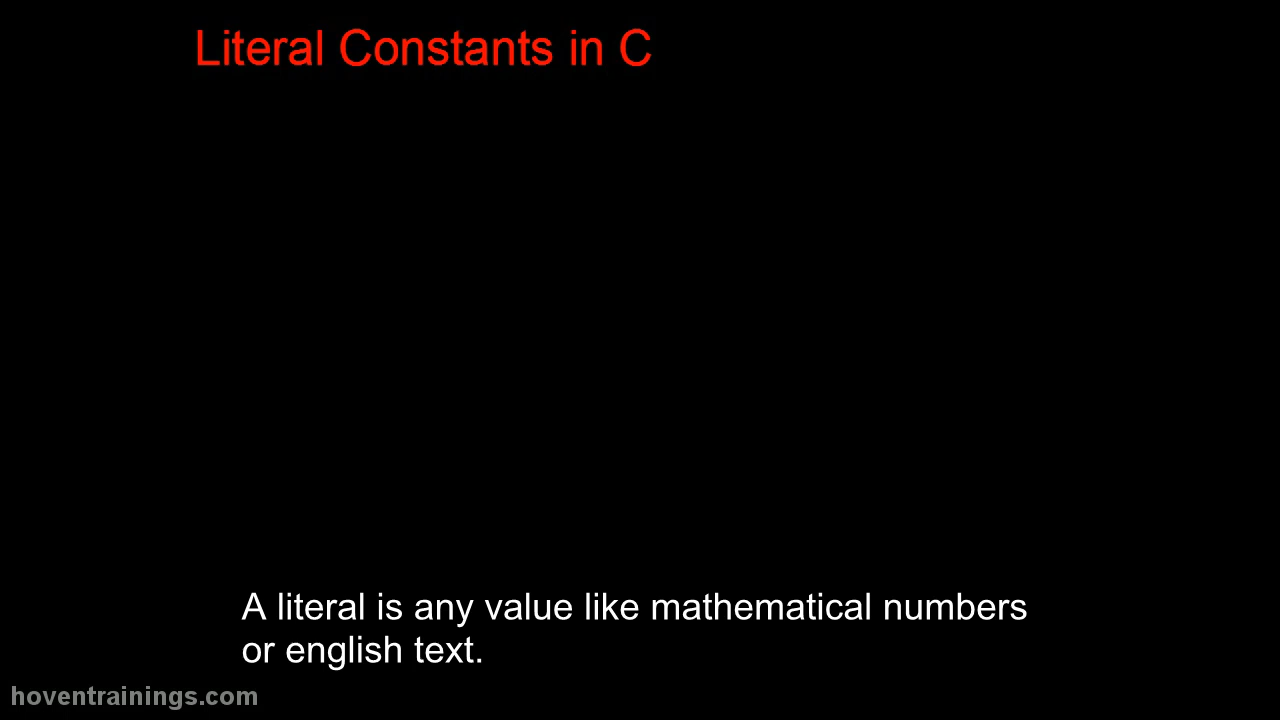 Literal Constants in C
A literal is any value like mathematical numbers
or english text.
hoventrainings.com